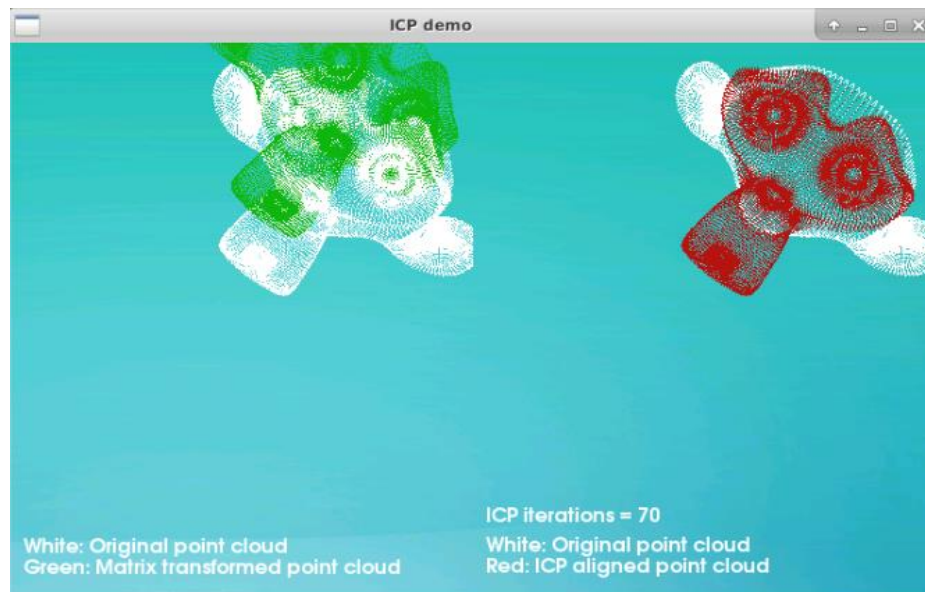 ICP demo
White: Original point cloud
Green: Matrix transformed point cloud
ICP iterations = 70
White: Original point cloud
Red: ICP aligned point cloud